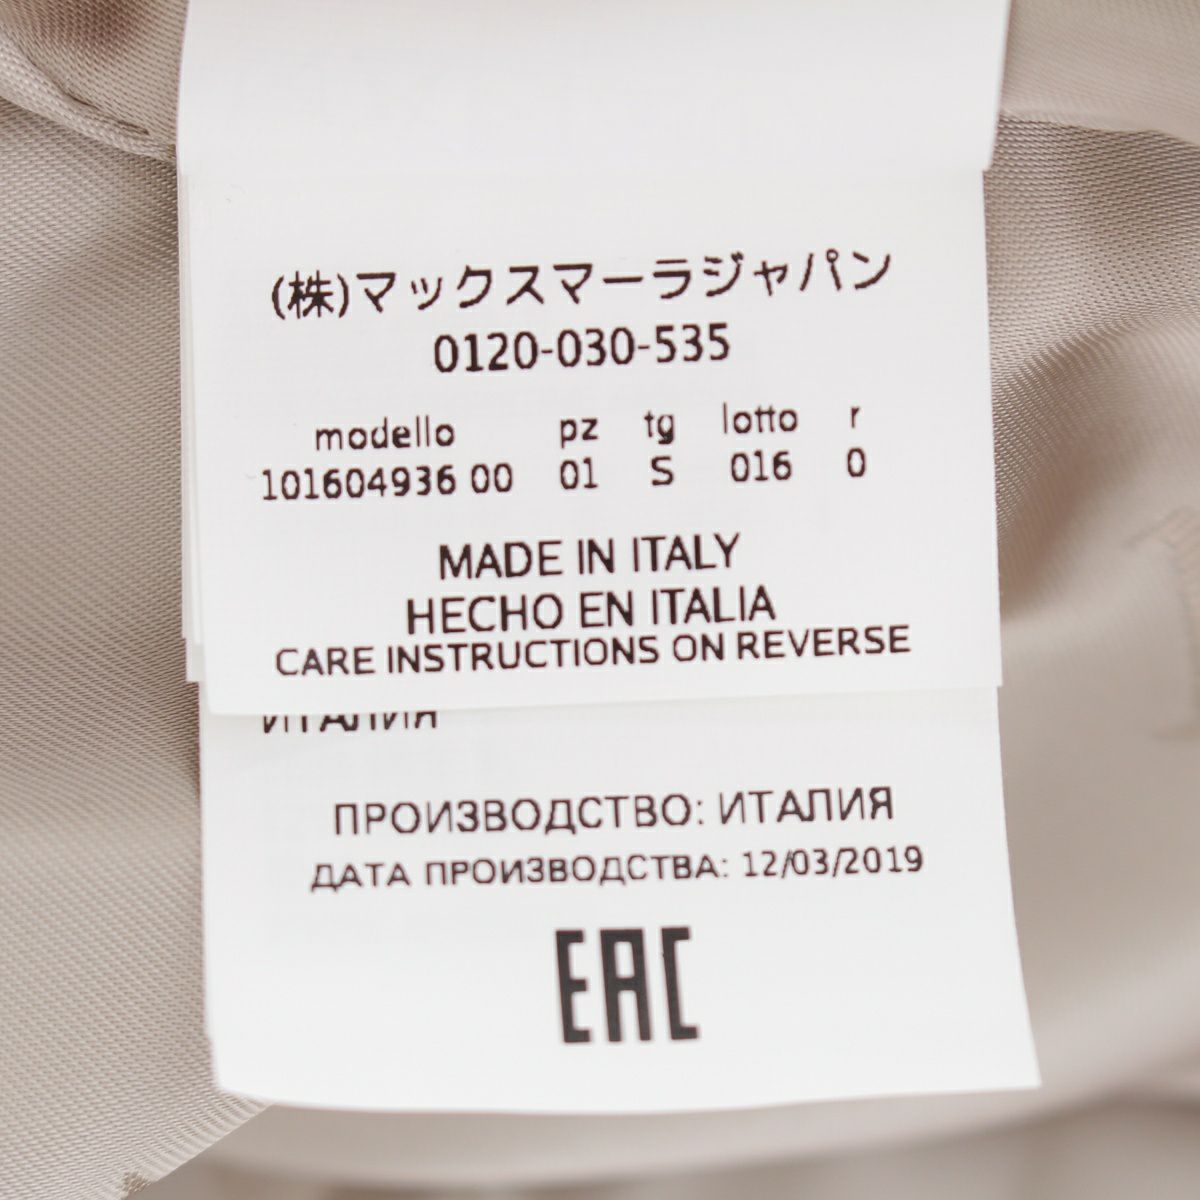 (株)マックスマーラジャパン
0120-030-535
modello pz tg lotto r
101604936 00 01 S 016 0
MADE IN ITALY
HECHO EN ITALIA
CARE INSTRUCTIONS ON REVERSE
ИТАЛИЯ
ПРОИЗВОДСТВО: ИТАЛИЯ
ДАТА ПРОИЗВОДСТВА: 12/03/2019
EAC